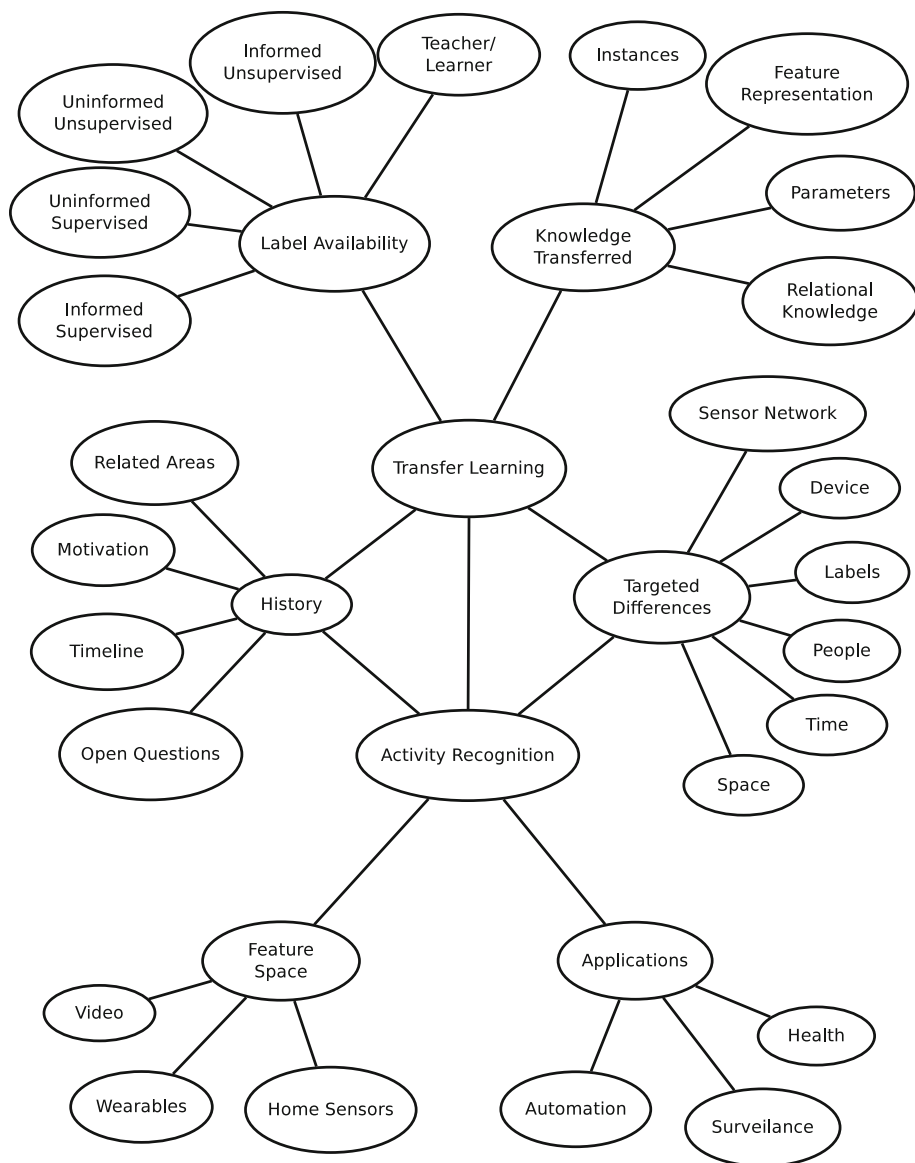 Informed
Unsupervised
Teacher/
Learner
Instances
Feature
Representation
Uninformed
Unsupervised
Uninformed
Supervised
Label Availability
Informed
Supervised
Knowledge
Transferred
Parameters
Relational
Knowledge
Transfer Learning
Sensor Network
Related Areas
Device
Motivation
Labels
History
Targeted
Differences
Timeline
People
Open Questions
Activity Recognition
Time
Space
Feature
Space
Applications
Video
Health
Wearables
Home Sensors
Automation
Surveilance